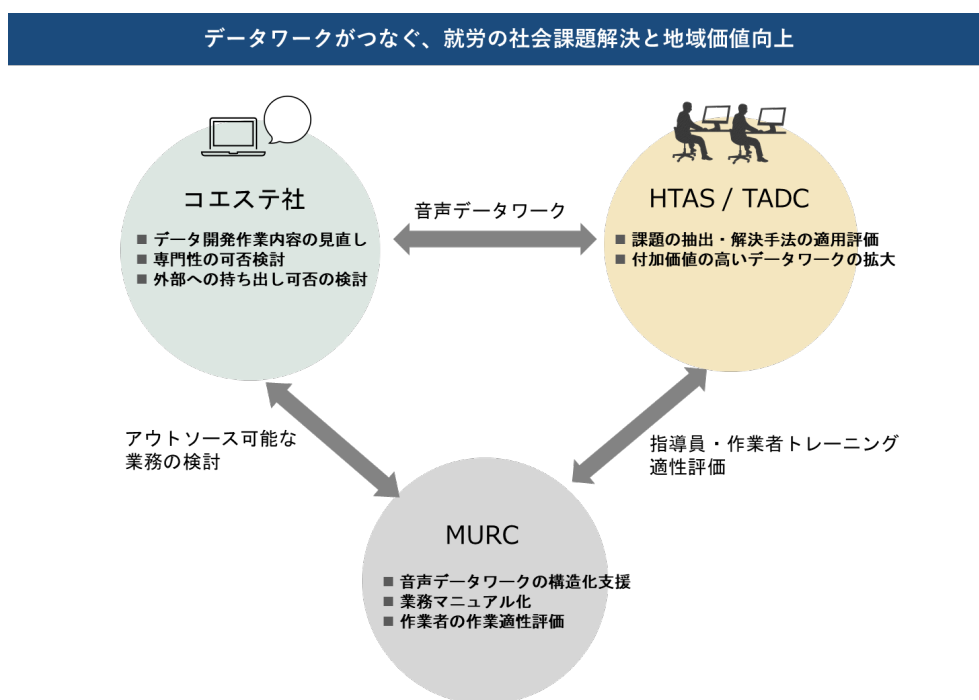 データワークがつなぐ、就労の社会課題解決と地域価値向上
コエステ社
■ データ開発作業内容の見直し
■ 専門性の可否検討
■ 外部への持ち出し可否の検討
音声データワーク
HTAS / TADC
■ 課題の抽出・解決手法の適用評価
■ 付加価値の高いデータワークの拡大
アウトソース可能な
業務の検討
指導員・作業者トレーニング
適性評価
MURC
■ 音声データワークの構造化支援
■ 業務マニュアル化
■ 作業者の作業適性評価